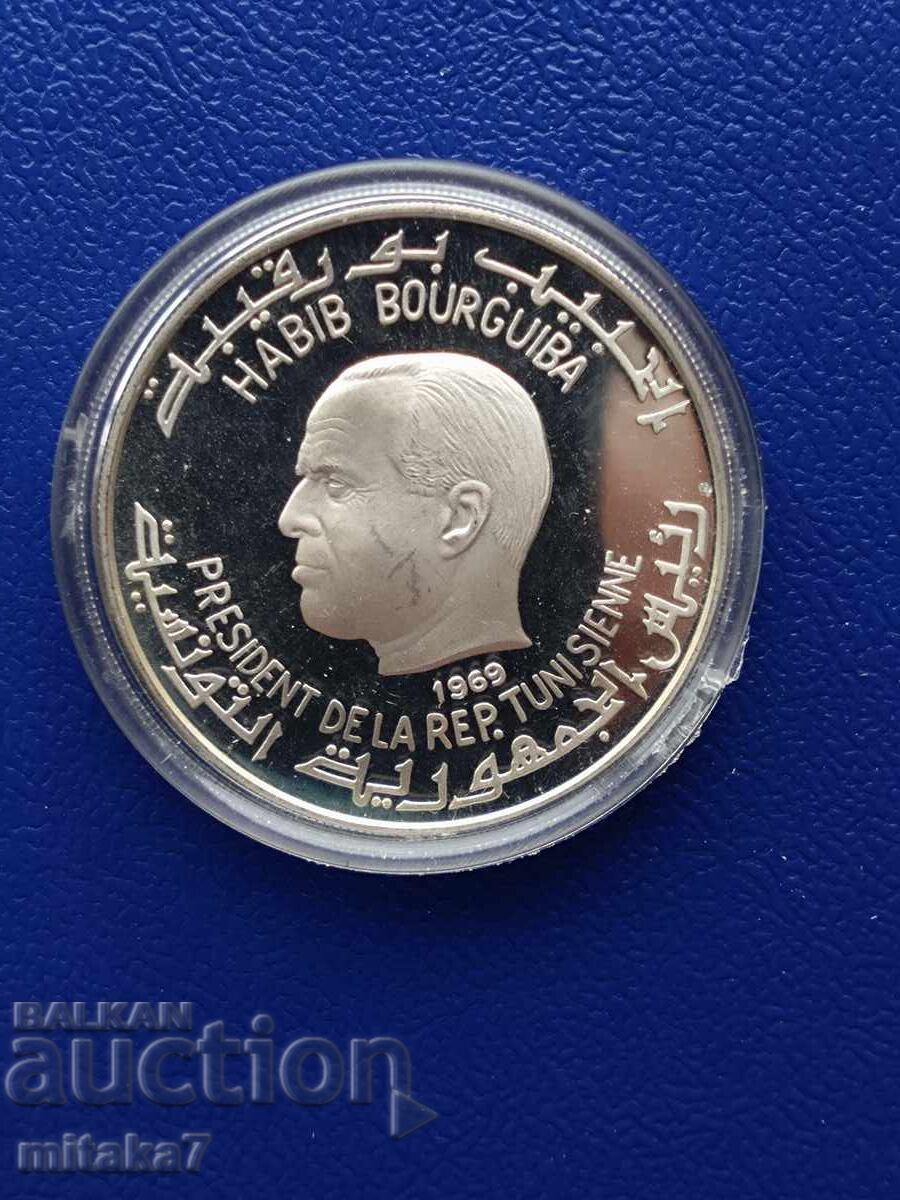 الحبيب بورقيبة
HABIB BOURGUIBA
1969
PRESIDENT DE LA REP. TUNISIENNE
رئيس الجمهورية التونسية
BALKAN
auction
mitaka7